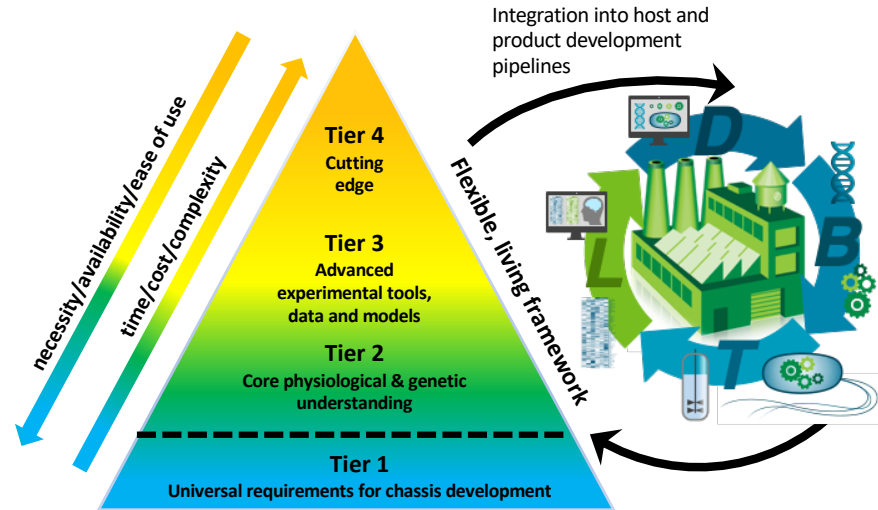 Integration into host and
product development
pipelines
necessity/availability/ease of use
time/cost/complexity
Tier 4
Cutting
edge
Tier 3
Advanced
experimental tools,
data and models
Tier 2
Core physiological & genetic
understanding
Tier 1
Universal requirements for chassis development
Flexible, living framework
D
B
T
L